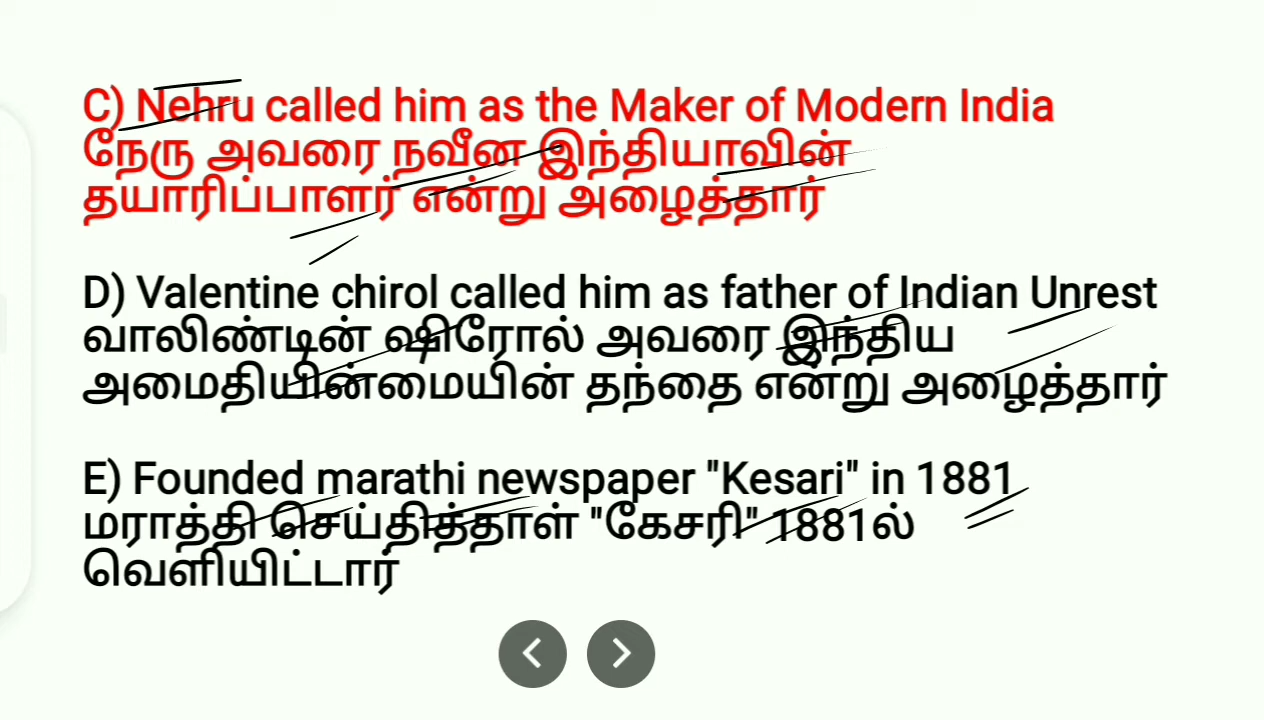 C) Nehru called him as the Maker of Modern India
நேரு அவரை நவீன இந்தியாவின்
தயாரிப்பாளர் என்று அழைத்தார்
D) Valentine chirol called him as father of Indian Unrest
வாலிண்டின் ஷிரோல் அவரை இந்திய
அமைதியின்மையின் தந்தை என்று அழைத்தார்
E) Founded marathi newspaper "Kesari" in 1881
மராத்தி செய்தித்தாள் "கேசரி" 1881ல்
வெளியிட்டார்